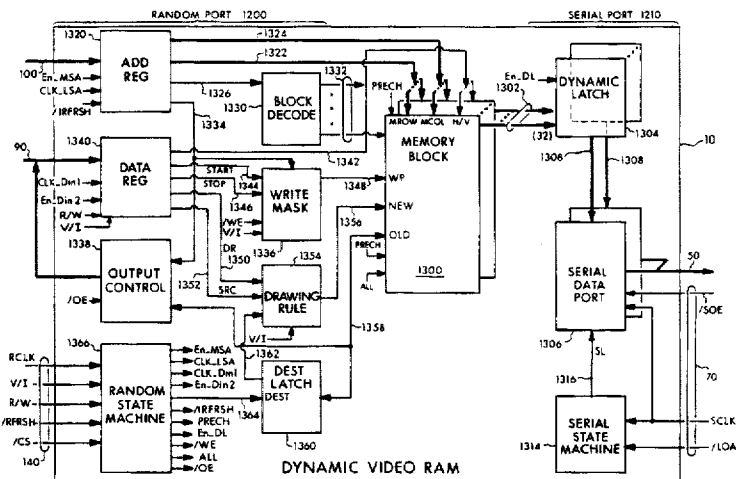 RANDOM PORT 1200
SERIAL PORT 1210
1320
1324
1322
ADD REG
100
En_MSA
CLK_LSA
/IRFRSH
1326
1330
1332
BLOCK DECODE
1334
PRECH
MROW MCOL H/V
MEMORY BLOCK
1300
En_DL
1302
DYNAMIC LATCH
(32)
1304
1308
1308
10
1340
90
DATA REG
1342
START
1344
STOP
1346
CLK_Din1
En_Din2
R/W
V/I
WRITE MASK
/WE
V/I
1336
1348
WP
1356
NEW
OLD
PRECH
ALL
1338
OUTPUT CONTROL
/OE
DR
1350
1352
SRC
1354
DRAWING RULE
V/I
1358
1362
SERIAL DATA PORT
1306
50
/SOE
70
SL
1316
1366
RCLK
V/I
R/W
/RFRSH
/CS
140
RANDOM STATE MACHINE
En_MSA
CLK_LSA
CLK_Din1
En_Din2
1364
/IRFRSH
PRECH
En_DL
/WE
ALL
/OE
DEST LATCH
DEST
1360
1314
SERIAL STATE MACHINE
SCLK
/LOA
DYNAMIC VIDEO RAM